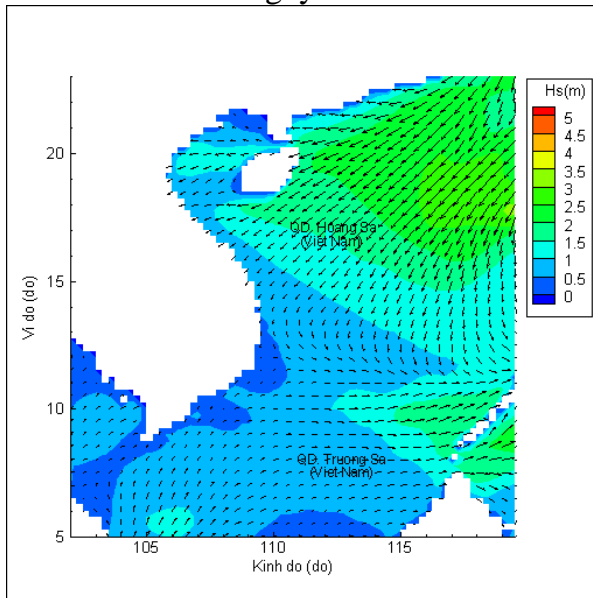 Hs(m)
5
4.5
4
3.5
3
2.5
2
1.5
1
0.5
0
20
15
10
5
Vi do (do)
QD. Hoang Sa
(Viet Nam)
QD. Truong Sa
(Viet Nam)
105
110
115
Kinh do (do)